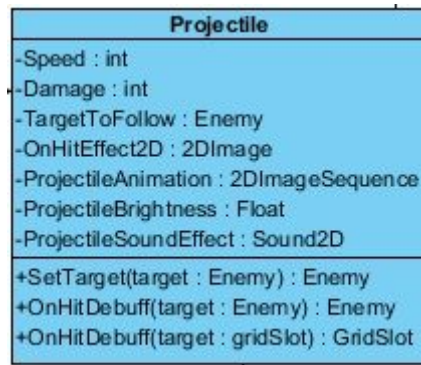 Projectile
-Speed : int
-Damage : int
-TargetToFollow : Enemy
-OnHitEffect2D : 2DImage
-ProjectileAnimation : 2DImageSequence
-ProjectileBrightness : Float
-ProjectileSoundEffect : Sound2D
+SetTarget(target : Enemy) : Enemy
+OnHitDebuff(target : Enemy) : Enemy
+OnHitDebuff(target : gridSlot) : GridSlot